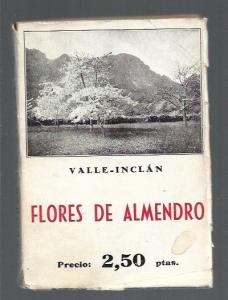 VALLE-INCLÁN
FLORES DE ALMENDRO
Precio: 2,50 ptas.